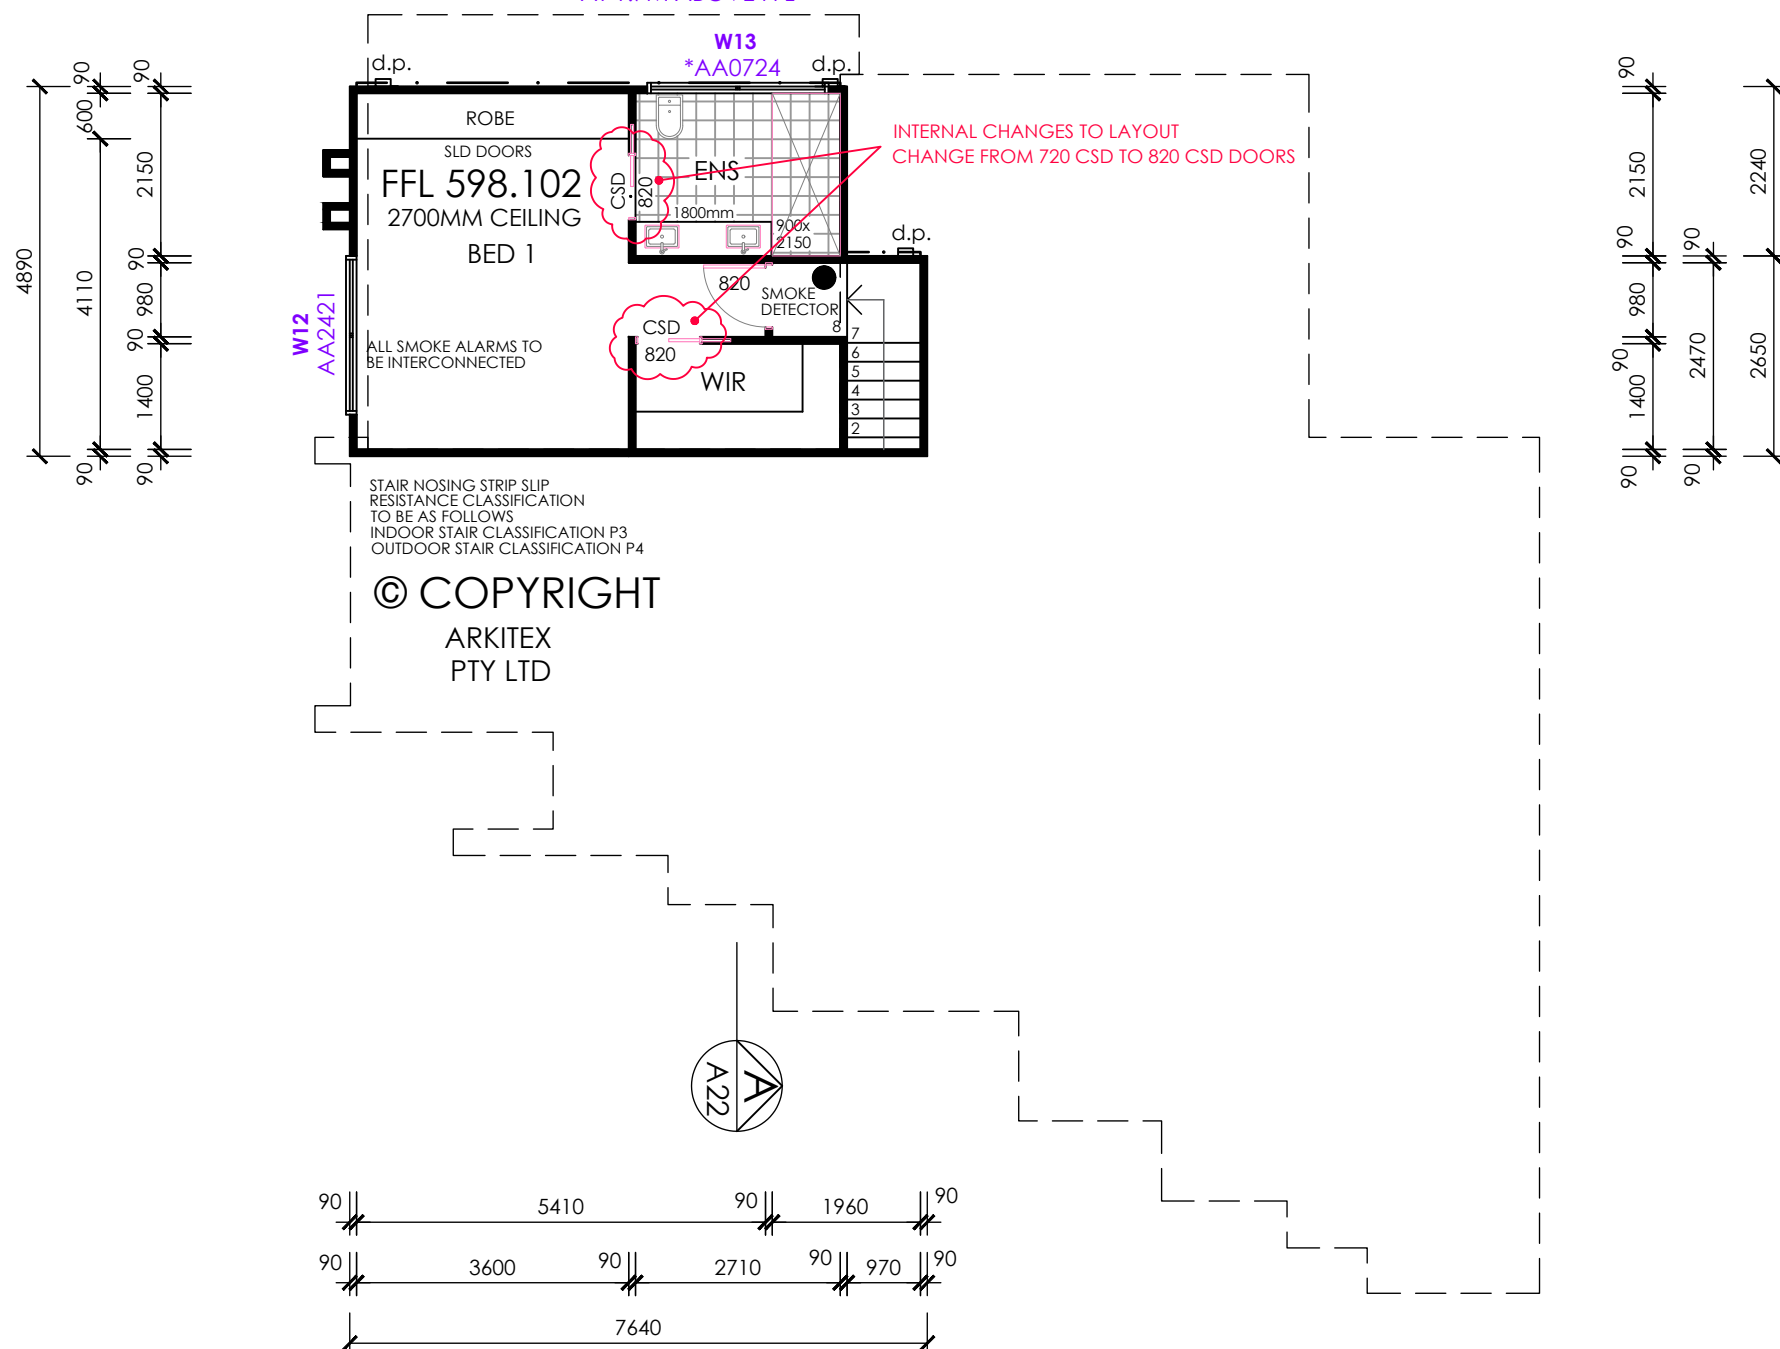 W13
*AA0724
d.p.
d.p.
ROBE
SLD DOORS
FFL 598.102
2700MM CEILING
BED 1
CSD
820
ENS
1800mm
900x
2150
INTERNAL CHANGES TO LAYOUT
CHANGE FROM 720 CSD TO 820 CSD DOORS
d.p.
820
SMOKE
DETECTOR
8
7
6
5
4
3
2
CSD
820
WIR
W12
AA2421
ALL SMOKE ALARMS TO
BE INTERCONNECTED
4890
90
600
4110
90
90
2150
90
980
90
1400
90
90
2150
90
980
90
1400
90
90
2470
90
2240
2650
STAIR NOSING STRIP SLIP
RESISTANCE CLASSIFICATION
TO BE AS FOLLOWS
INDOOR STAIR CLASSIFICATION P3
OUTDOOR STAIR CLASSIFICATION P4
© COPYRIGHT
ARKITEX
PTY LTD
A
A22
90 5410 90 1960 90
90 3600 90 2710 90 970 90
7640